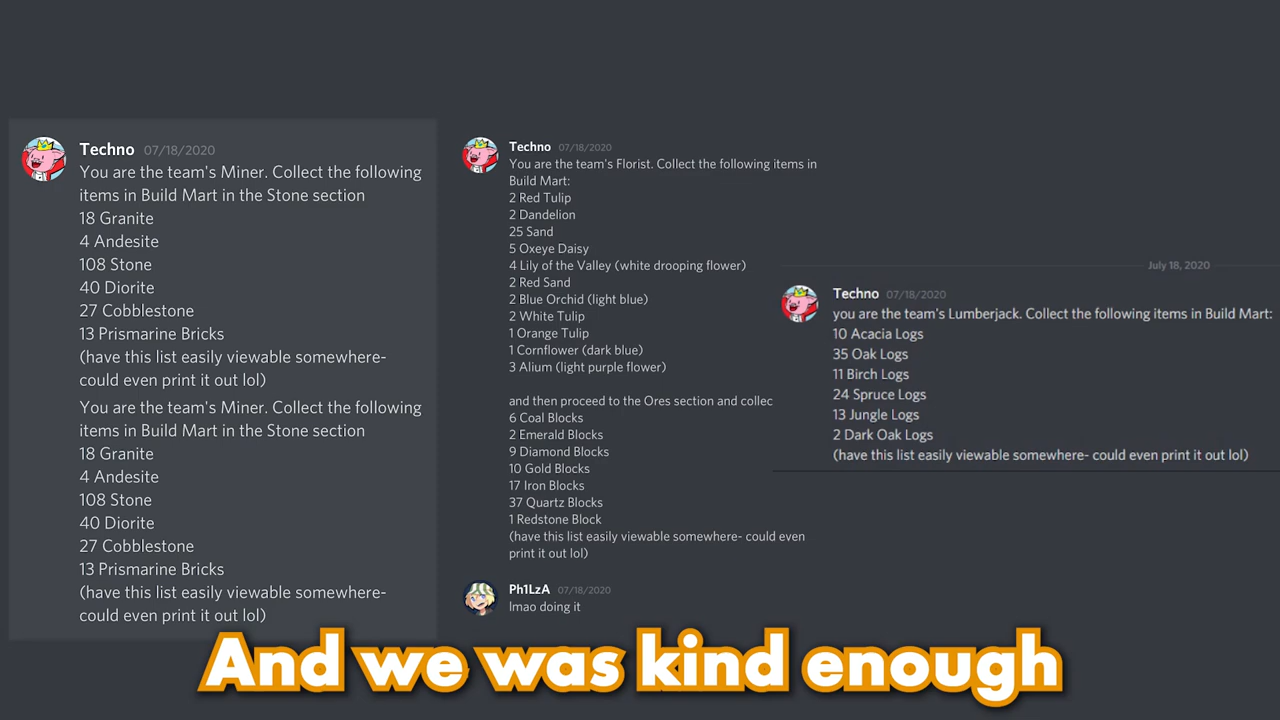 Techno 07/18/2020
You are the team's Miner. Collect the following
items in Build Mart in the Stone section
18 Granite
4 Andesite
108 Stone
40 Diorite
27 Cobblestone
13 Prismarine Bricks
(have this list easily viewable somewhere-
could even print it out lol)
You are the team's Miner. Collect the following
items in Build Mart in the Stone section
18 Granite
4 Andesite
108 Stone
40 Diorite
27 Cobblestone
13 Prismarine Bricks
(have this list easily viewable somewhere-
could even print it out lol)
Techno 07/18/2020
You are the team's Florist. Collect the following items in
Build Mart:
2 Red Tulip
2 Dandelion
25 Sand
5 Oxeye Daisy
4 Lily of the Valley (white drooping flower)
2 Red Sand
2 Blue Orchid (light blue)
2 White Tulip
1 Orange Tulip
1 Cornflower (dark blue)
3 Alium (light purple flower)
and then proceed to the Ores section and collec
6 Coal Blocks
2 Emerald Blocks
9 Diamond Blocks
10 Gold Blocks
17 Iron Blocks
37 Quartz Blocks
1 Redstone Block
(have this list easily viewable somewhere- could even
print it out lol)
Ph1LzA 07/18/2020
lmao doing it
July 18, 2020
Techno 07/18/2020
you are the team's Lumberjack. Collect the following items in Build Mart:
10 Acacia Logs
35 Oak Logs
11 Birch Logs
24 Spruce Logs
13 Jungle Logs
2 Dark Oak Logs
(have this list easily viewable somewhere- could even print it out lol)
And we was kind enough